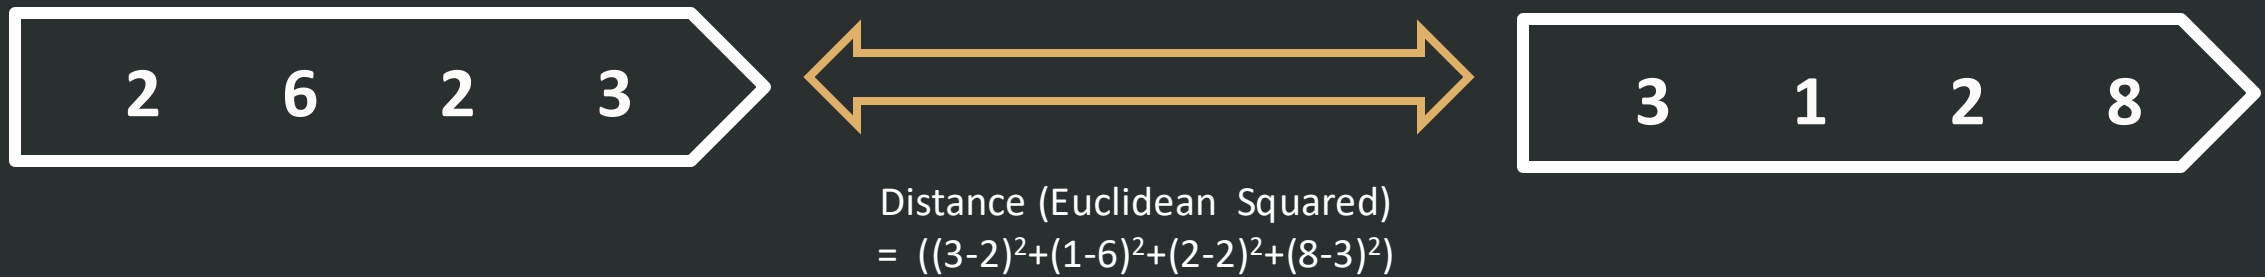 2 6 2 3
3 1 2 8
Distance (Euclidean Squared)
= ((3-2)²+(1-6)²+(2-2)²+(8-3)²)